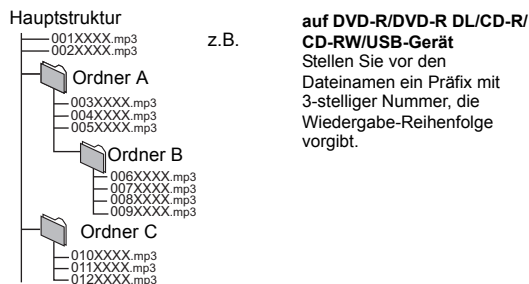 Hauptstruktur
001XXXX.mp3
002XXXX.mp3
Ordner A
003XXXX.mp3
004XXXX.mp3
005XXXX.mp3
Ordner B
006XXXX.mp3
007XXXX.mp3
008XXXX.mp3
009XXXX.mp3
Ordner C
010XXXX.mp3
011XXXX.mp3
012XXXX.mp3
z.B.
auf DVD-R/DVD-R DL/CD-R/
CD-RW/USB-Gerät
Stellen Sie vor den
Dateinamen ein Präfix mit
3-stelliger Nummer, die
Wiedergabe-Reihenfolge
vorgibt.